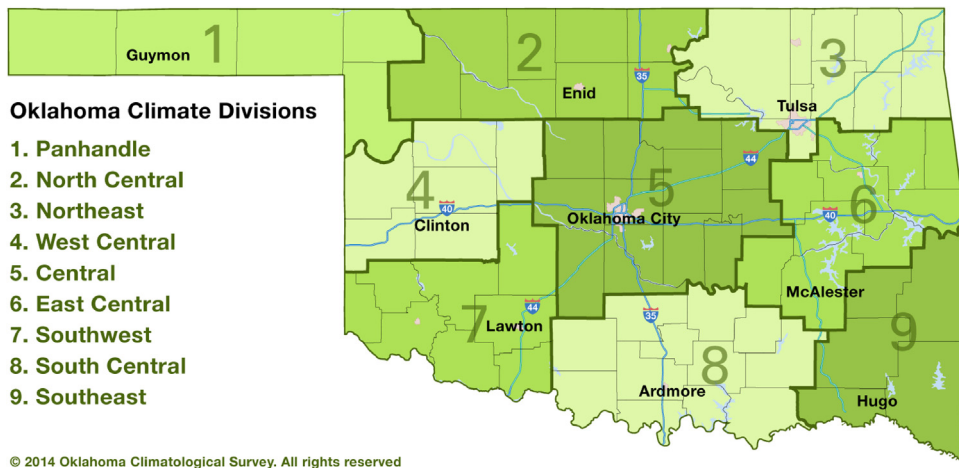 1
Guymon
2
3
35
Enid
Tulsa
Oklahoma Climate Divisions
1. Panhandle
2. North Central
3. Northeast
4. West Central
5. Central
6. East Central
7. Southwest
8. South Central
9. Southeast
44
4
5
6
40
Clinton
Oklahoma City
40
McAlester
44
7
Lawton
35
9
8
Ardmore
Hugo
© 2014 Oklahoma Climatological Survey. All rights reserved